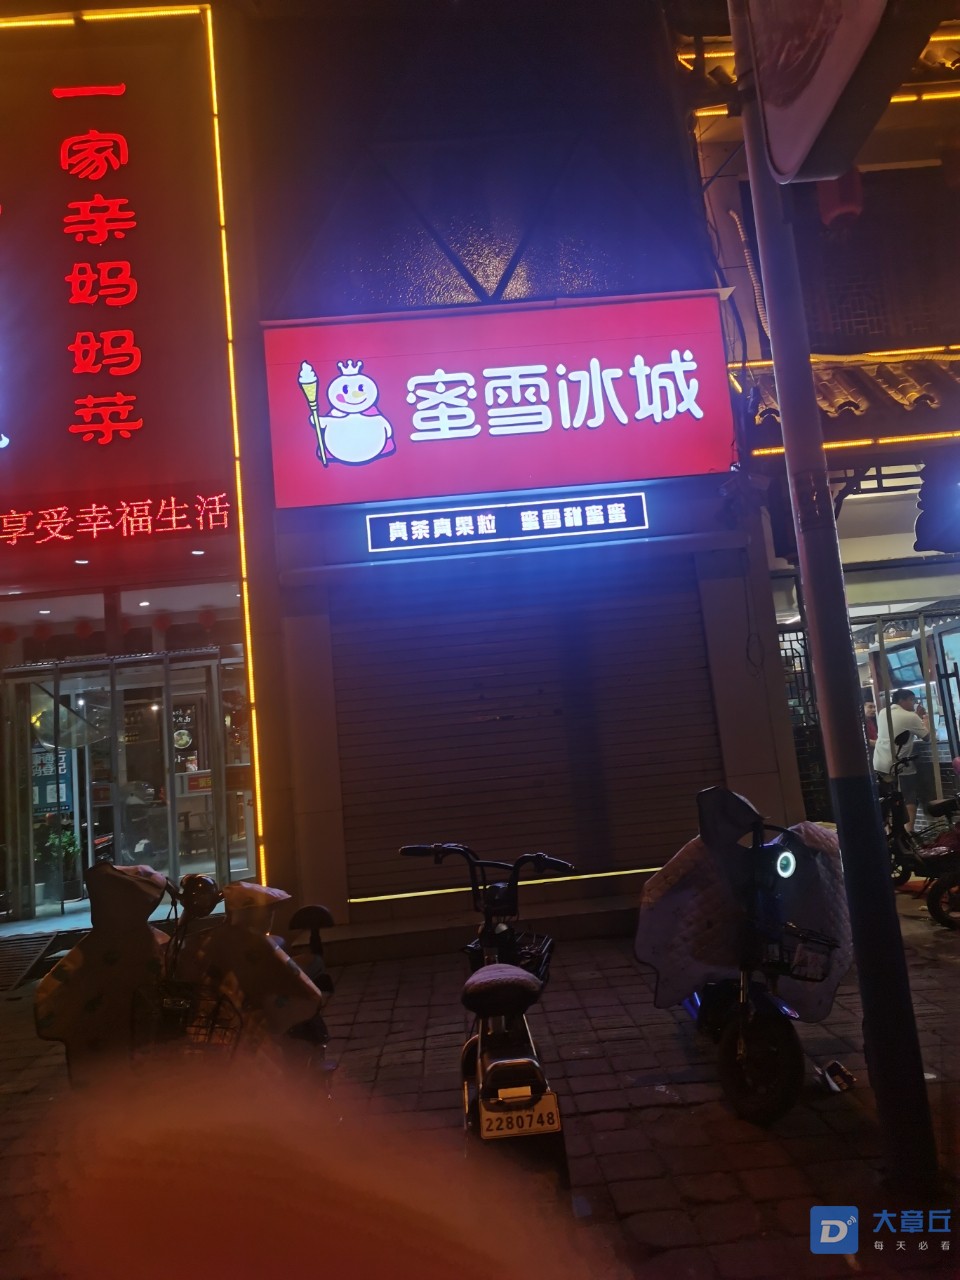 一家亲妈妈菜
享受幸福生活
蜜雪冰城
真茶真果粒 蜜雪甜蜜蜜
2280748
D
大章丘
每天必看